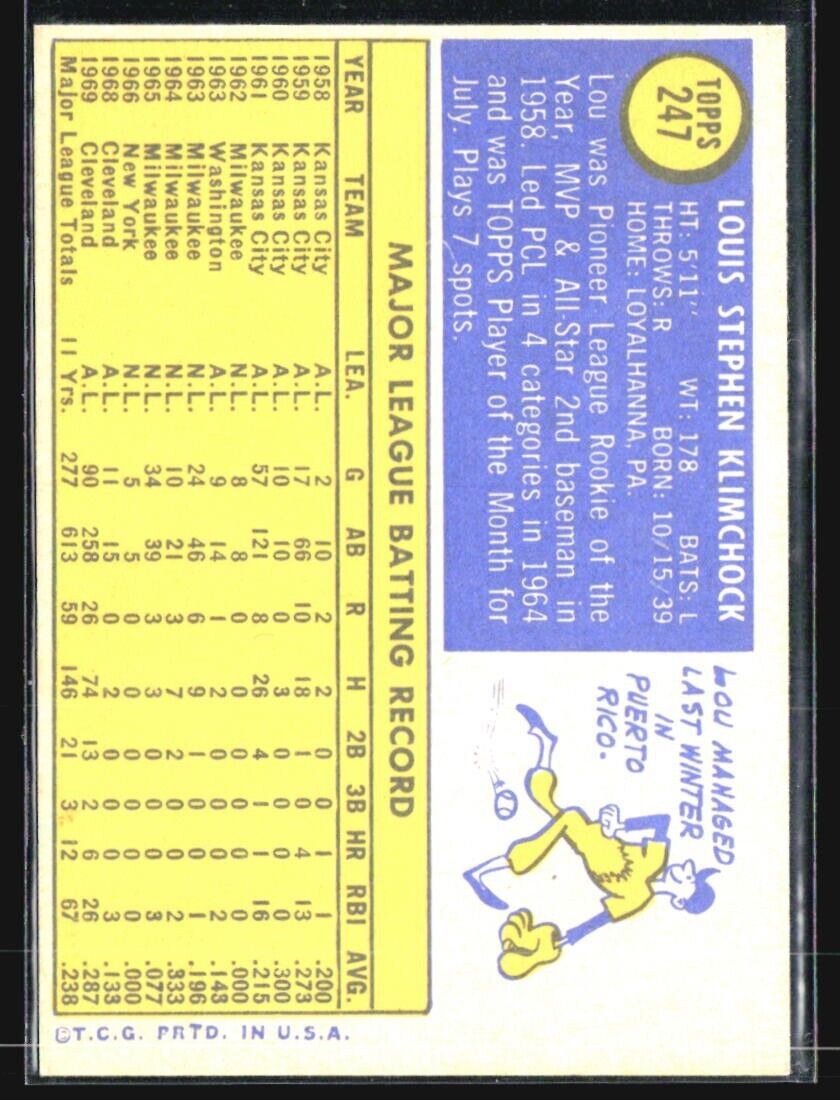 TOPPS
247
LOUIS STEPHEN KLIMCHOCK
HT: 5'11" WT: 178 BATS: L
THROWS: R BORN: 10/15/39
HOME: LOYALHANNA, PA.
Lou was Pioneer League Rookie of the
Year, MVP & All-Star 2nd baseman in
1958. Led PCL in 4 categories in 1964
and was TOPPS Player of the Month for
July. Plays 7 spots.
LOU MANAGED
LAST WINTER
IN
PUERTO
RICO.
MAJOR LEAGUE BATTING RECORD
YEAR TEAM LEA. G AB R H 2B 3B HR RBI AVG.
1958 Kansas City A.L. 2 10 2 2 0 0 1 1 .200
1959 Kansas City A.L. 17 66 10 18 1 0 4 13 .273
1960 Kansas City A.L. 10 10 0 3 0 0 0 0 .300
1961 Kansas City A.L. 57 121 8 26 4 1 1 16 .215
1962 Milwaukee N.L. 8 8 0 0 0 0 0 0 .000
1963 Washington A.L. 9 14 1 2 0 0 0 2 .143
1963 Milwaukee N.L. 24 46 6 9 1 0 0 1 .196
1964 Milwaukee N.L. 10 21 3 7 2 0 0 2 .333
1965 Milwaukee N.L. 34 39 3 3 0 0 0 3 .077
1966 New York N.L. 5 5 0 0 0 0 0 0 .000
1968 Cleveland A.L. 11 15 0 2 0 0 0 3 .133
1969 Cleveland A.L. 90 258 26 74 13 2 6 26 .287
Major League Totals 11 Yrs. 277 613 59 146 21 3 12 67 .238
©T.C.G. PRTD. IN U.S.A.